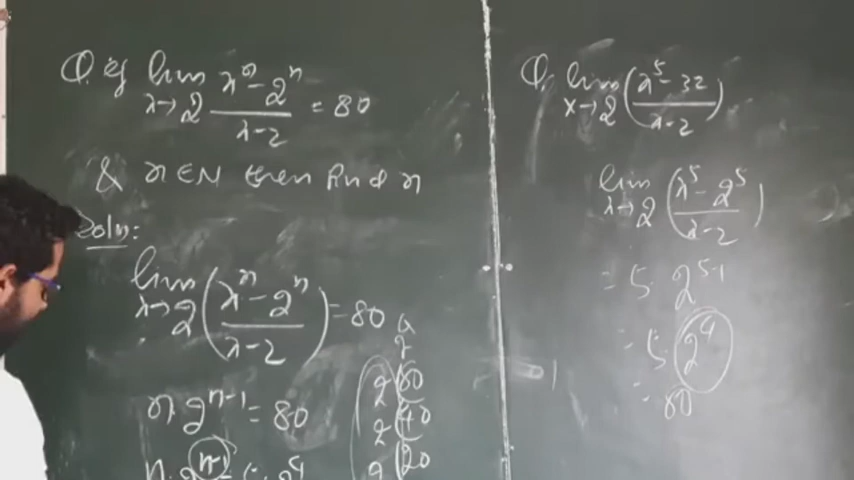 Q. If lim x→2 (xⁿ - 2ⁿ)/(x-2) = 80
& n ∈ N then find n
Soln:
lim x→2 (xⁿ - 2ⁿ)/(x-2) = 80
n 2ⁿ⁻¹ = 80
2 | 80
2 | 40
2 | 20
Q. lim x→2 (x⁵ - 32)/(x-2)
lim x→2 (x⁵ - 2⁵)/(x-2)
= 5. 2⁵⁻¹
= 5. 2⁴
= 80